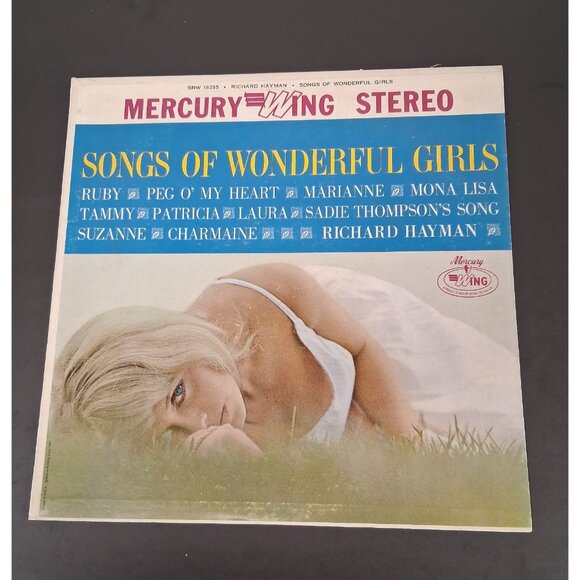 SRW 16285 • RICHARD HAYMAN • SONGS OF WONDERFUL GIRLS
MERCURY WING STEREO
SONGS OF WONDERFUL GIRLS
RUBY PEG O' MY HEART MARIANNE MONA LISA
TAMMY PATRICIA LAURA SADIE THOMPSON'S SONG
SUZANNE CHARMAINE RICHARD HAYMAN
Mercury
WING